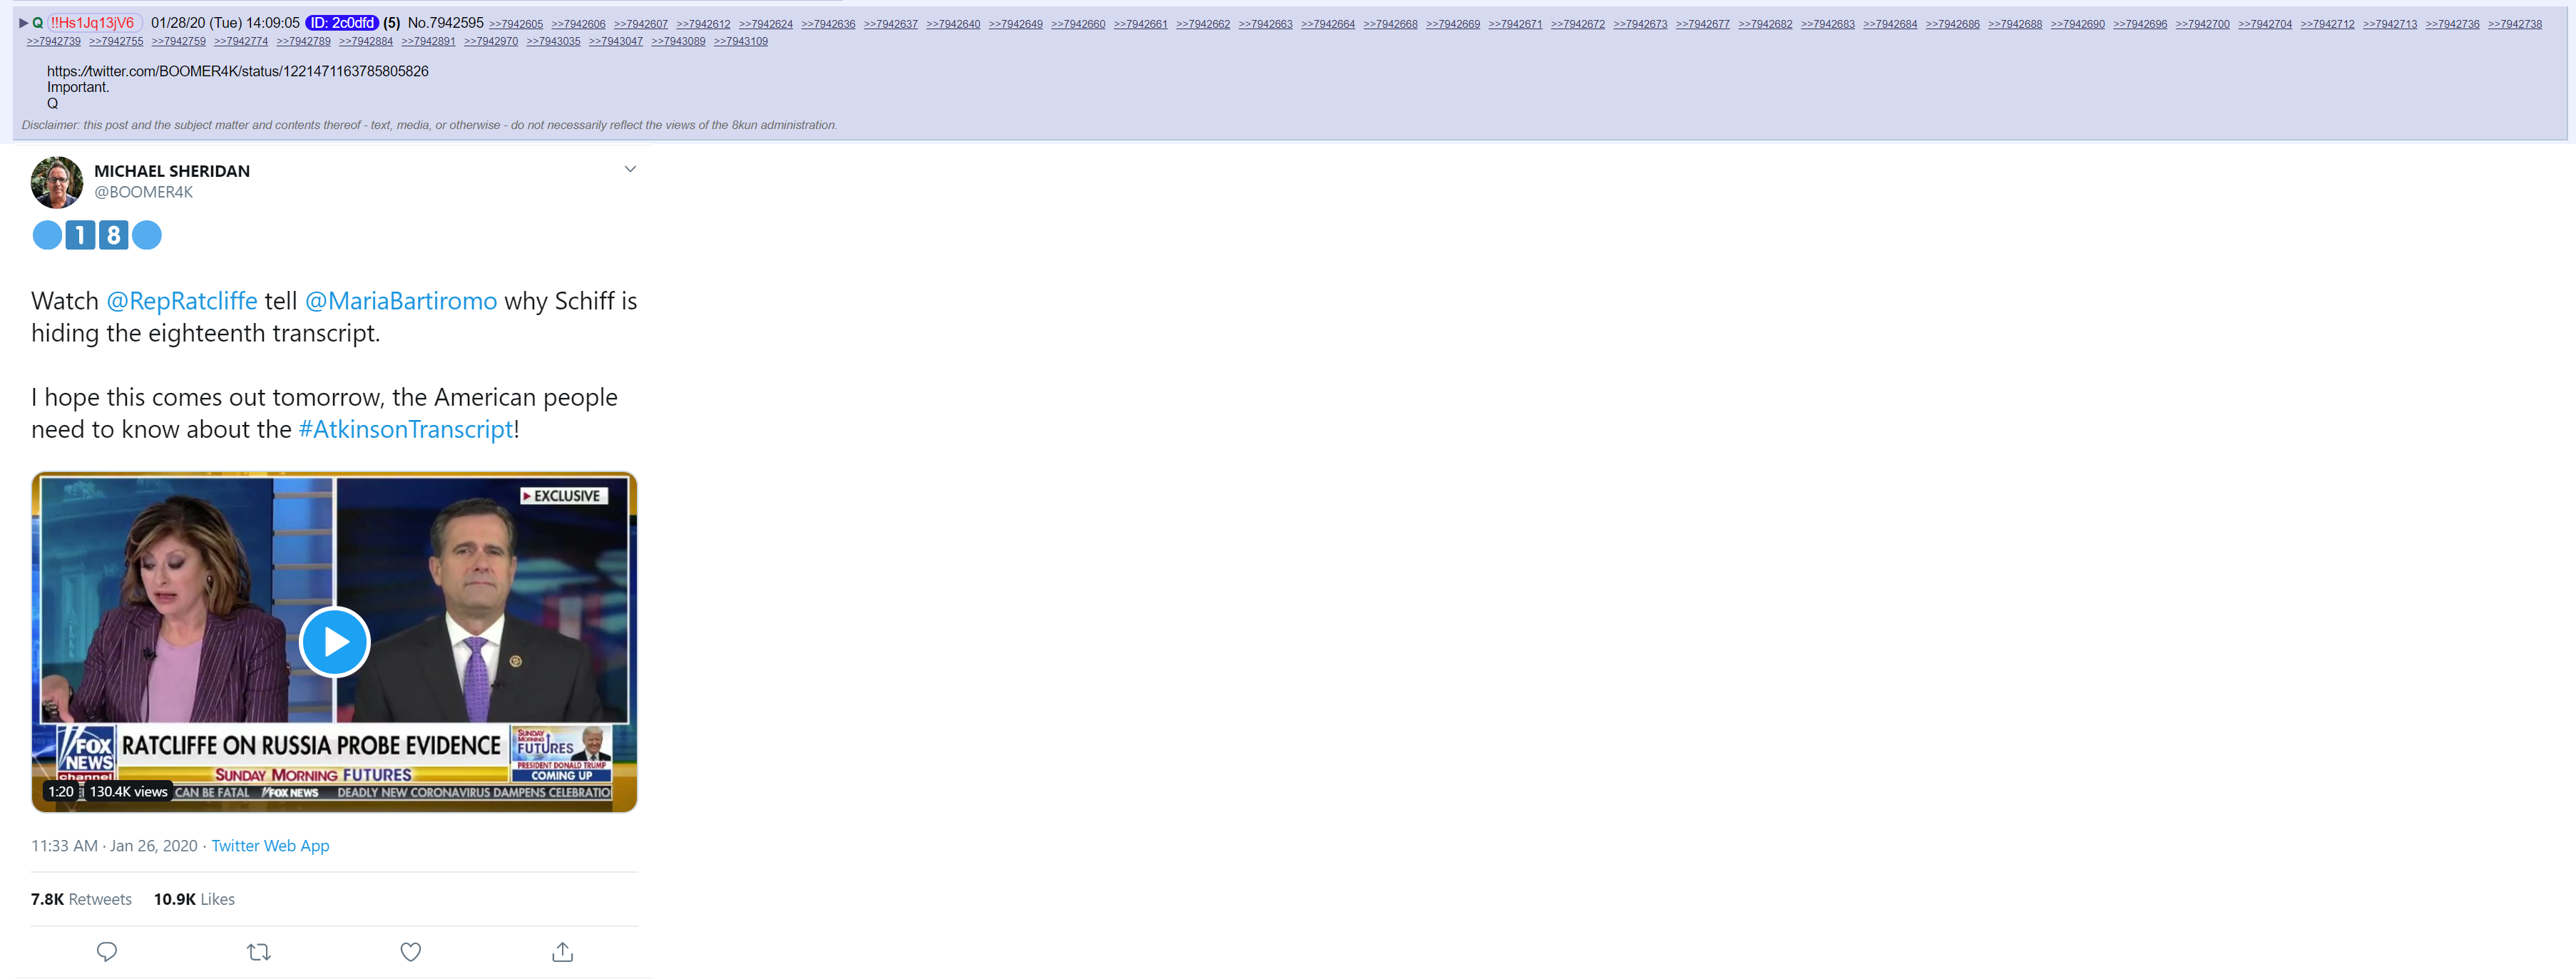 ▶ Q !!Hs1Jq13jV6 01/28/20 (Tue) 14:09:05 ID: 2c0dfd (5) No.7942595 >>7942605 >>7942606 >>7942607 >>7942612 >>7942624 >>7942636 >>7942637 >>7942640 >>7942649 >>7942660 >>7942661 >>7942662 >>7942663 >>7942664 >>7942668 >>7942669 >>7942671 >>7942672 >>7942673 >>7942677 >>7942682 >>7942683 >>7942684 >>7942686 >>7942688 >>7942690 >>7942696 >>7942700 >>7942704 >>7942712 >>7942713 >>7942736 >>7942738
>>7942739 >>7942755 >>7942759 >>7942774 >>7942789 >>7942884 >>7942891 >>7942970 >>7943035 >>7943047 >>7943089 >>7943109
https://twitter.com/BOOMER4K/status/1221471163785805826
Important.
Q
Disclaimer: this post and the subject matter and contents thereof - text, media, or otherwise - do not necessarily reflect the views of the 8kun administration.
MICHAEL SHERIDAN
@BOOMER4K
18
Watch @RepRatcliffe tell @MariaBartiromo why Schiff is
hiding the eighteenth transcript.
I hope this comes out tomorrow, the American people
need to know about the #AtkinsonTranscript!
EXCLUSIVE
FOX NEWS channel
RATCLIFFE ON RUSSIA PROBE EVIDENCE
SUNDAY MORNING FUTURES
SUNDAY MORNING FUTURES
PRESIDENT DONALD TRUMP
COMING UP
1:20 130.4K views CAN BE FATAL FOX NEWS DEADLY NEW CORONAVIRUS DAMPENS CELEBRATIO
11:33 AM · Jan 26, 2020 · Twitter Web App
7.8K Retweets 10.9K Likes